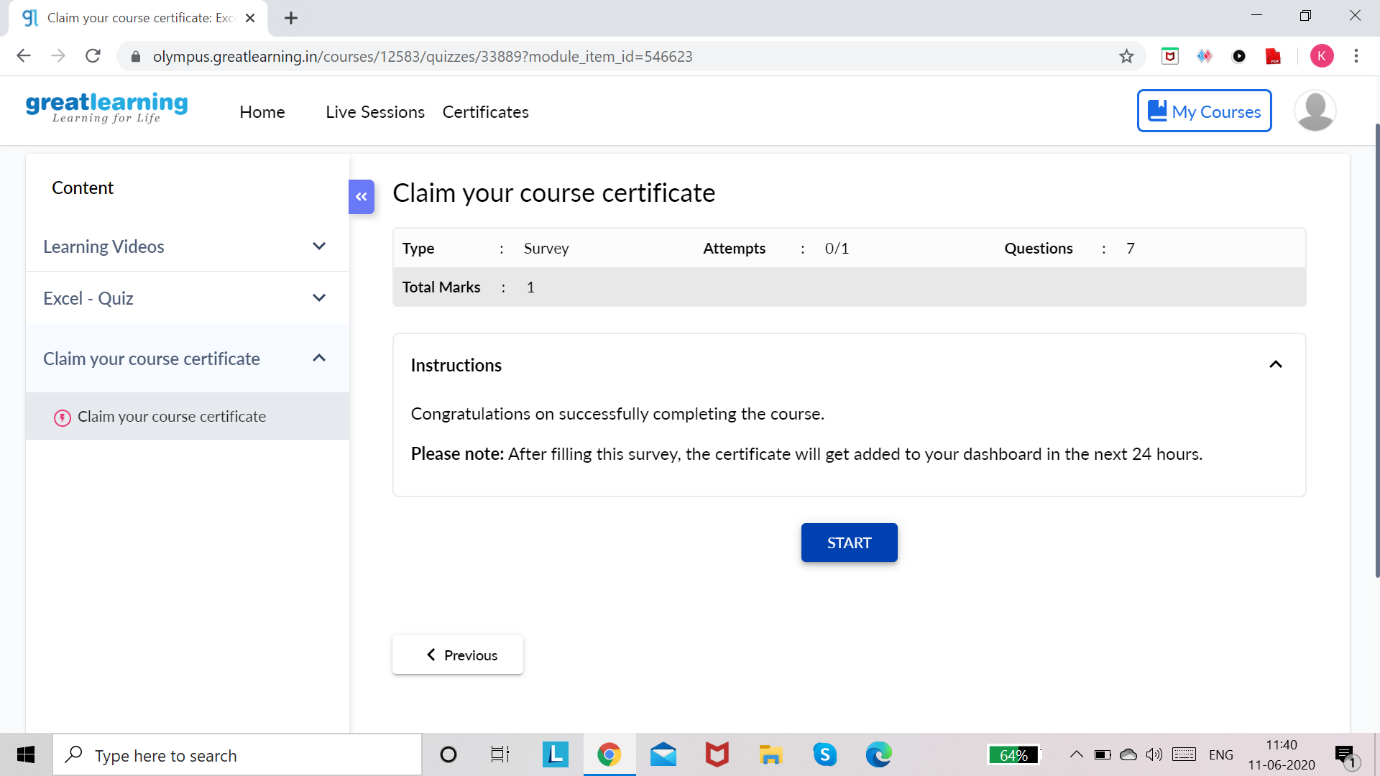 Claim your course certificate: Exc
olympus.greatlearning.in/courses/12583/quizzes/33889?module_item_id=546623
K
greatlearning
Learning for Life
Home
Live Sessions
Certificates
My Courses
Content
Learning Videos
Excel - Quiz
Claim your course certificate
Claim your course certificate
Claim your course certificate
Type : Survey Attempts : 0/1 Questions : 7
Total Marks : 1
Instructions
Congratulations on successfully completing the course.
Please note: After filling this survey, the certificate will get added to your dashboard in the next 24 hours.
START
Previous
Type here to search
L
S
64%
ENG
11:40
11-06-2020
1